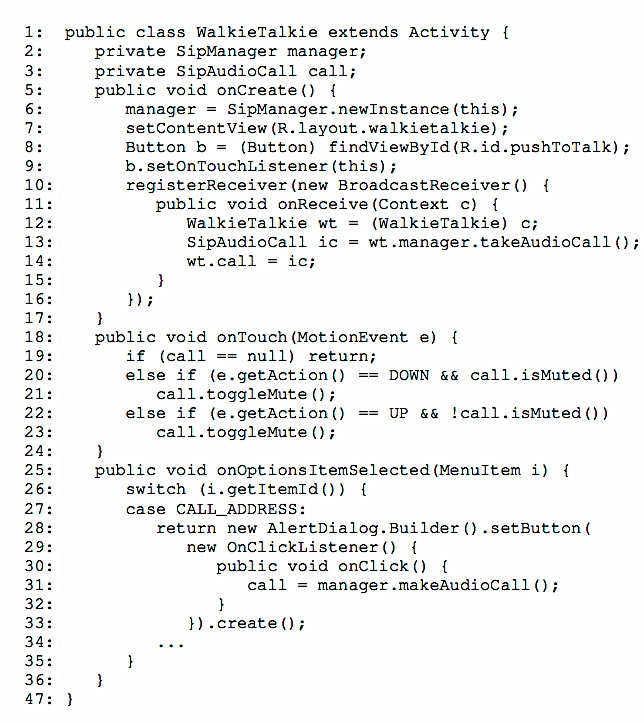 1: public class WalkieTalkie extends Activity {
2: private SipManager manager;
3: private SipAudioCall call;
5: public void onCreate() {
6: manager = SipManager.newInstance(this);
7: setContentView(R.layout.walkietalkie);
8: Button b = (Button) findViewById(R.id.pushToTalk);
9: b.setOnTouchListener(this);
10: registerReceiver(new BroadcastReceiver() {
11: public void onReceive(Context c) {
12: WalkieTalkie wt = (WalkieTalkie) c;
13: SipAudioCall ic = wt.manager.takeAudioCall();
14: wt.call = ic;
15: }
16: });
17: }
18: public void onTouch(MotionEvent e) {
19: if (call == null) return;
20: else if (e.getAction() == DOWN && call.isMuted())
21: call.toggleMute();
22: else if (e.getAction() == UP && !call.isMuted())
23: call.toggleMute();
24: }
25: public void onOptionsItemSelected(MenuItem i) {
26: switch (i.getItemId()) {
27: case CALL_ADDRESS:
28: return new AlertDialog.Builder().setButton(
29: new OnClickListener() {
30: public void onClick() {
31: call = manager.makeAudioCall();
32: }
33: }).create();
34: ...
35: }
36: }
47: }